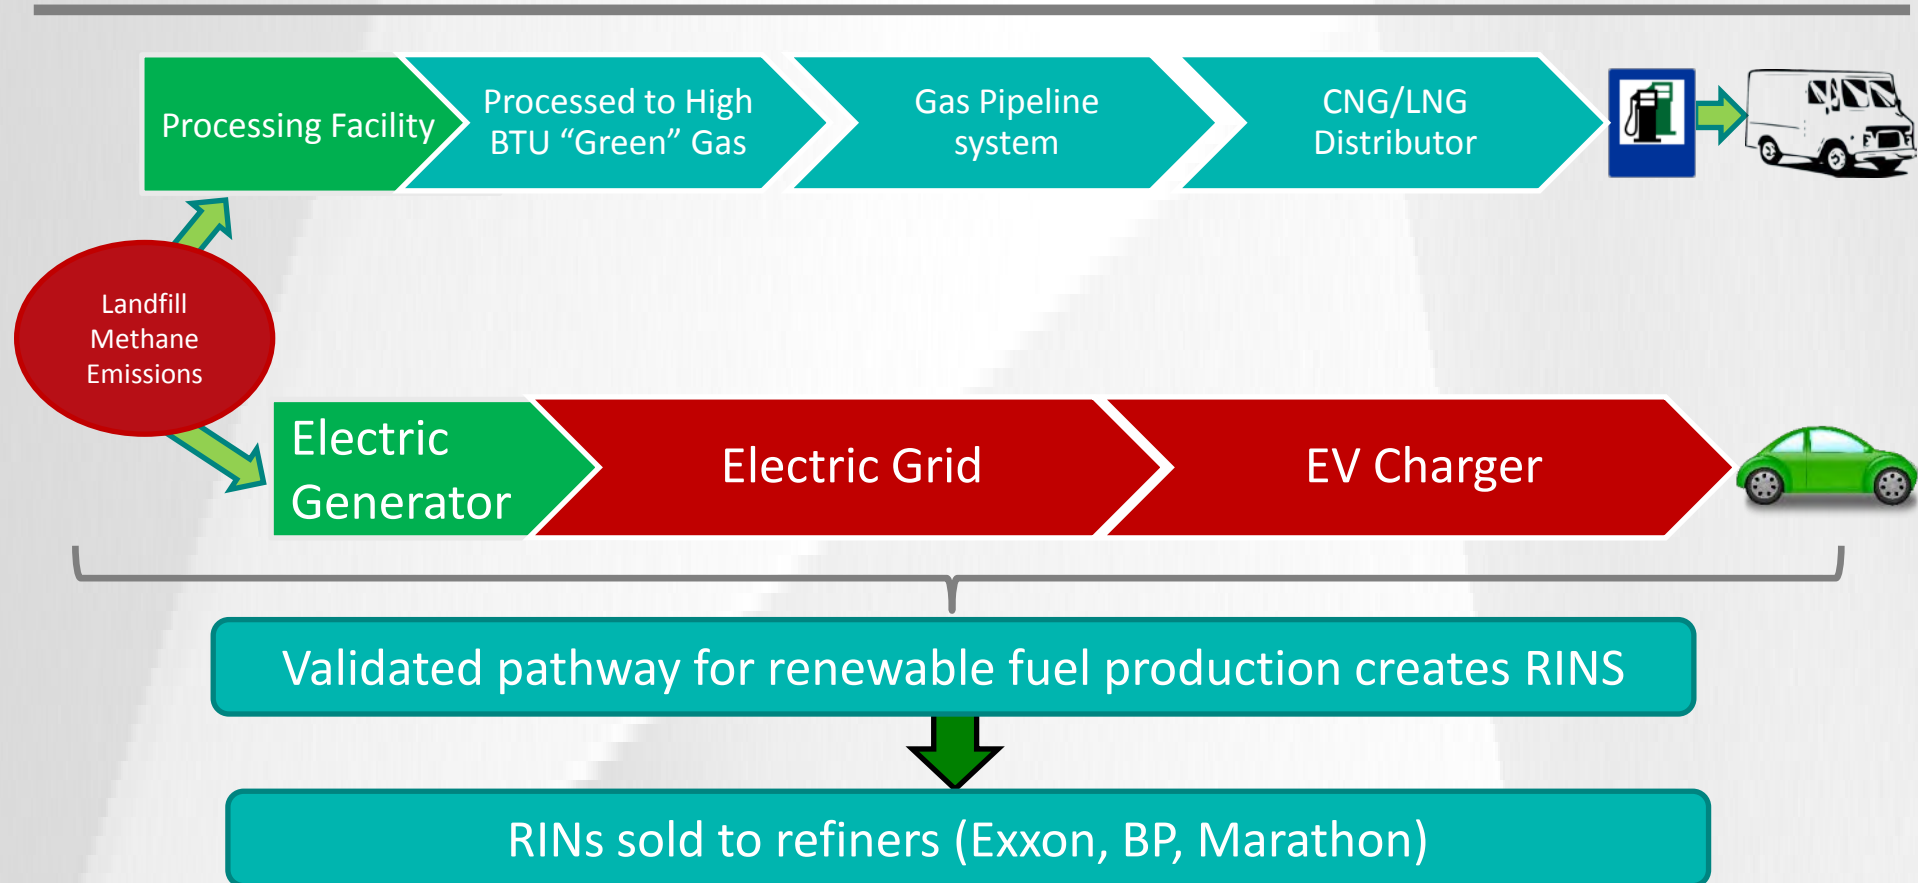 Processing Facility
Processed to High
BTU “Green” Gas
Gas Pipeline
system
CNG/LNG
Distributor
Landfill
Methane
Emissions
Electric
Generator
Electric Grid
EV Charger
Validated pathway for renewable fuel production creates RINS
RINs sold to refiners (Exxon, BP, Marathon)